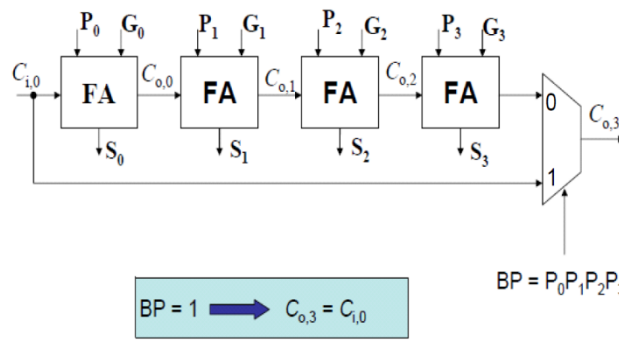 P₀ G₀ P₁ G₁ P₂ G₂ P₃ G₃
Cᵢ,₀ FA Cₒ,₀ FA Cₒ,₁ FA Cₒ,₂ FA 0 Cₒ,₃
S₀ S₁ S₂ S₃
1
BP = P₀P₁P₂P
BP = 1 Cₒ,₃ = Cᵢ,₀